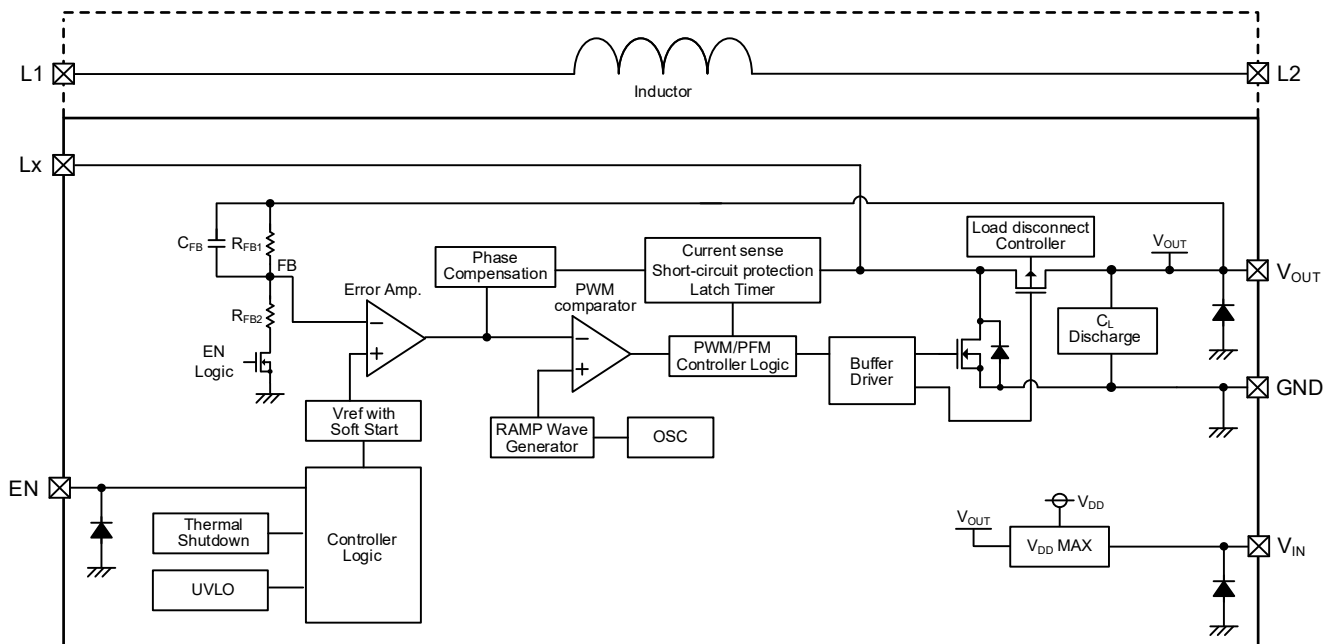 L1
L2
Inductor
Lx
Load disconnect
Controller
CFB
RFB1
FB
Phase
Compensation
Current sense
Short-circuit protection
Latch Timer
VOUT
VOUT
Error Amp.
PWM
comparator
RFB2
CL
Discharge
EN
Logic
PWM/PFM
Controller Logic
Buffer
Driver
GND
Vref with
Soft Start
RAMP Wave
Generator
OSC
EN
Thermal
Shutdown
Controller
Logic
UVLO
VDD
VOUT
VDD MAX
VIN